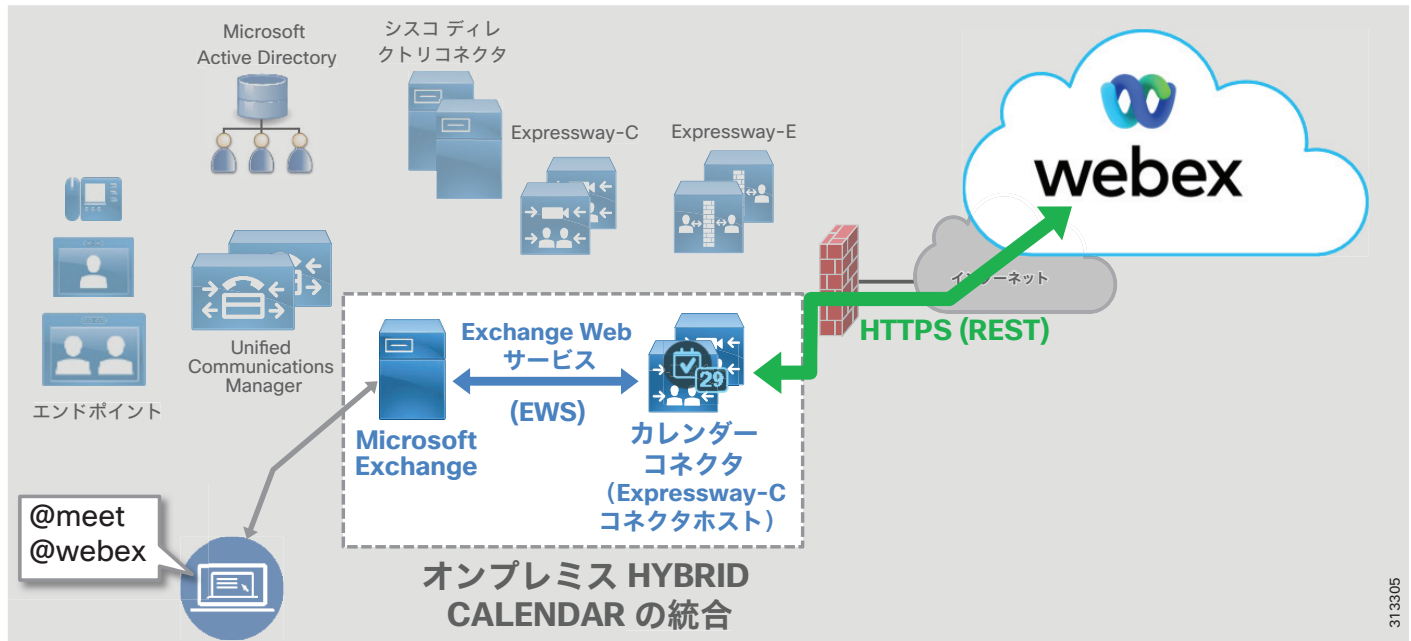 Microsoft
Active Directory
シスコ ディレ
クトリコネクタ
Expressway-C
Expressway-E
webex
HTTPS (REST)
Unified
Communications
Manager
エンドポイント
Exchange Web
サービス
(EWS)
29
Microsoft
Exchange
カレンダー
コネクタ
(Expressway-C
コネクタホスト)
@meet
@webex
オンプレミス HYBRID
CALENDAR の統合
313305